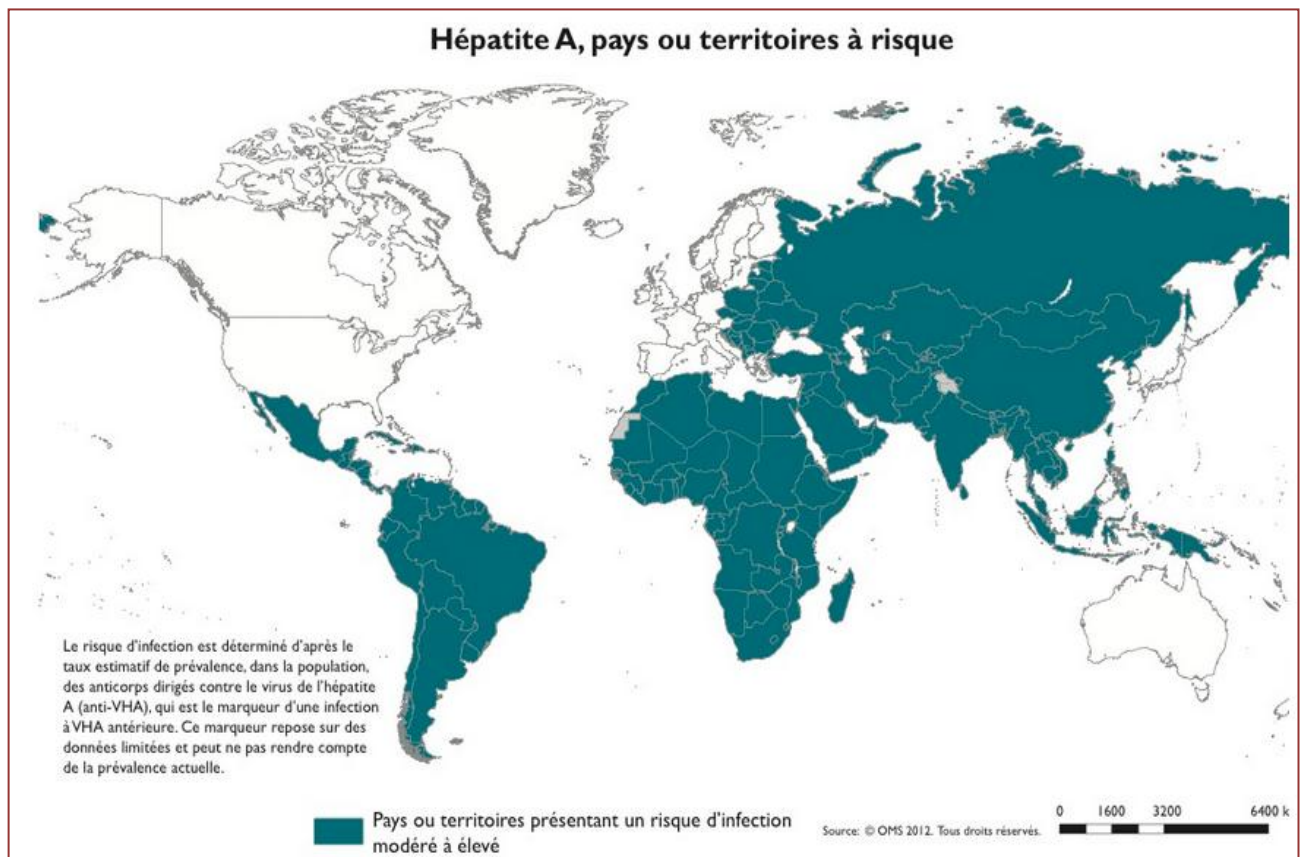 Hépatite A, pays ou territoires à risque
Le risque d'infection est déterminé d'après le
taux estimatif de prévalence, dans la population,
des anticorps dirigés contre le virus de l'hépatite
A (anti-VHA), qui est le marqueur d'une infection
à VHA antérieure. Ce marqueur repose sur des
données limitées et peut ne pas rendre compte
de la prévalence actuelle.
Pays ou territoires présentant un risque d'infection
modéré à élevé
Source: © OMS 2012. Tous droits réservés.
0 1600 3200 6400 k